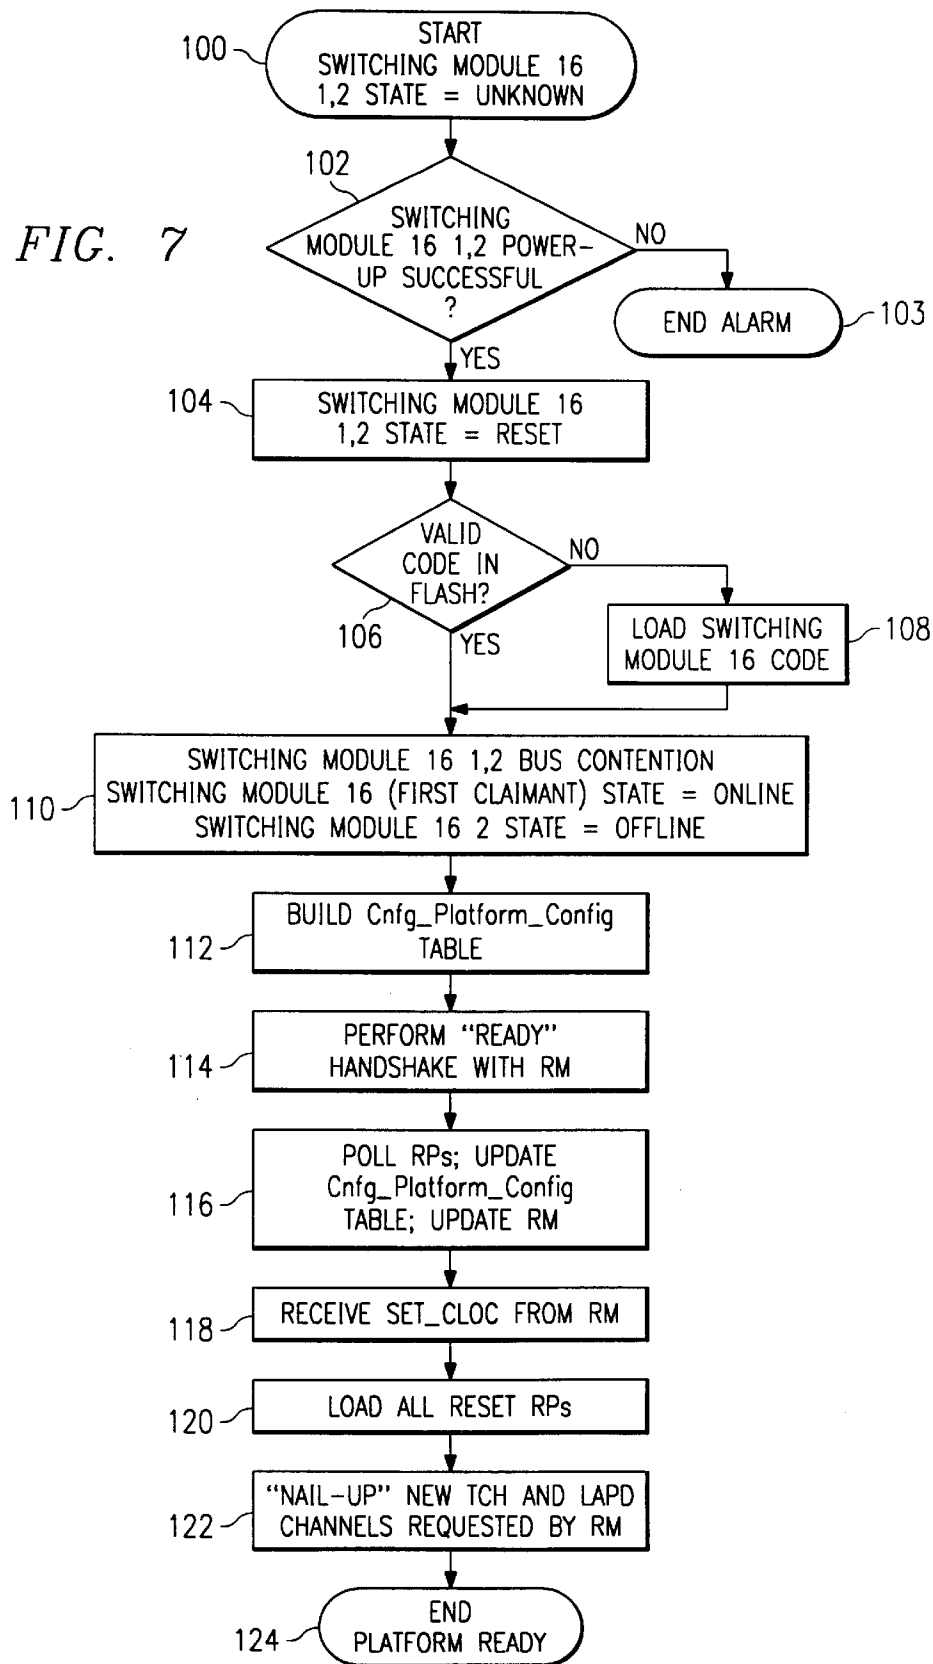 FIG. 7
100
START
SWITCHING MODULE 16
1,2 STATE = UNKNOWN
102
SWITCHING
MODULE 16 1,2 POWER-
UP SUCCESSFUL
?
NO
END ALARM
103
YES
104
SWITCHING MODULE 16
1,2 STATE = RESET
VALID
CODE IN
FLASH?
106
NO
LOAD SWITCHING
MODULE 16 CODE
108
YES
110
SWITCHING MODULE 16 1,2 BUS CONTENTION
SWITCHING MODULE 16 (FIRST CLAIMANT) STATE = ONLINE
SWITCHING MODULE 16 2 STATE = OFFLINE
112
BUILD Cnfg_Platform_Config
TABLE
114
PERFORM “READY”
HANDSHAKE WITH RM
116
POLL RPs; UPDATE
Cnfg_Platform_Config
TABLE; UPDATE RM
118
RECEIVE SET_CLOC FROM RM
120
LOAD ALL RESET RPs
122
“NAIL-UP” NEW TCH AND LAPD
CHANNELS REQUESTED BY RM
124
END
PLATFORM READY